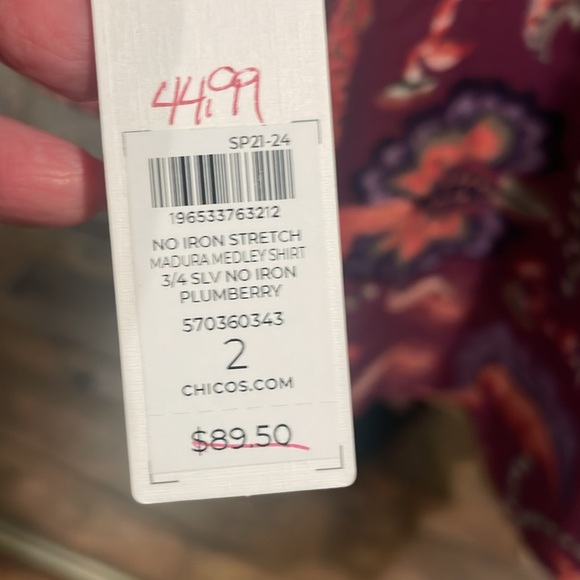 44.99
SP21-24
196533763212
NO IRON STRETCH
MADURA MEDLEY SHIRT
3/4 SLV NO IRON
PLUMBERRY
570360343
2
CHICOS.COM
$89.50